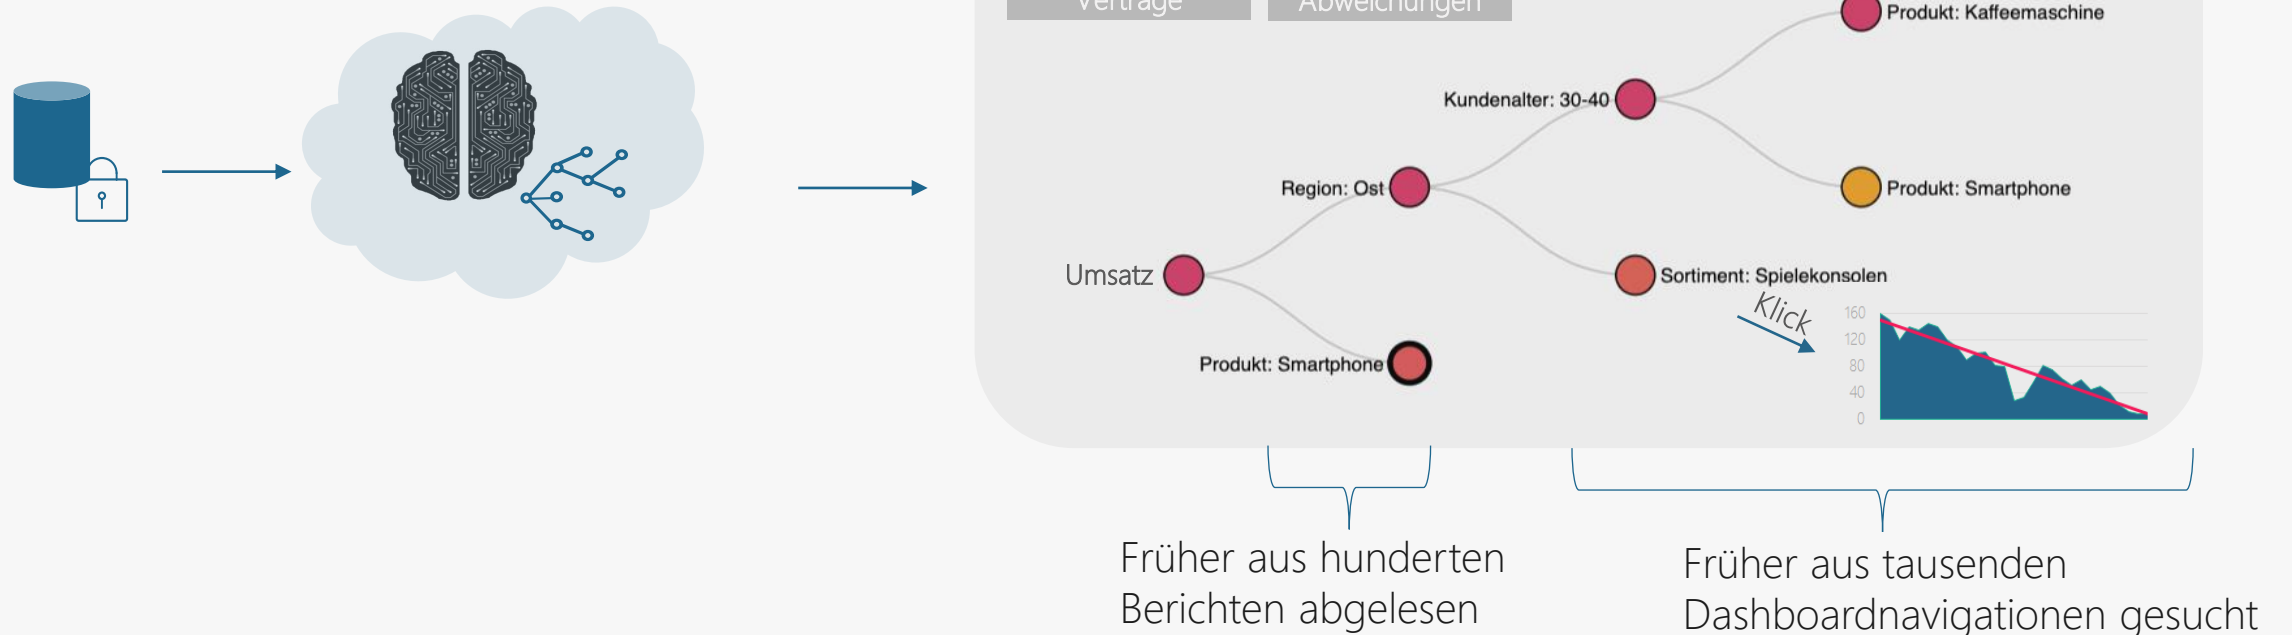 Verträge
Abweichungen
Produkt: Kaffeemaschine
Kundenalter: 30-40
Region: Ost
Produkt: Smartphone
Umsatz
Sortiment: Spielekonsolen
Klick
160
120
80
40
0
Produkt: Smartphone
Früher aus hunderten
Berichten abgelesen
Früher aus tausenden
Dashboardnavigationen gesucht